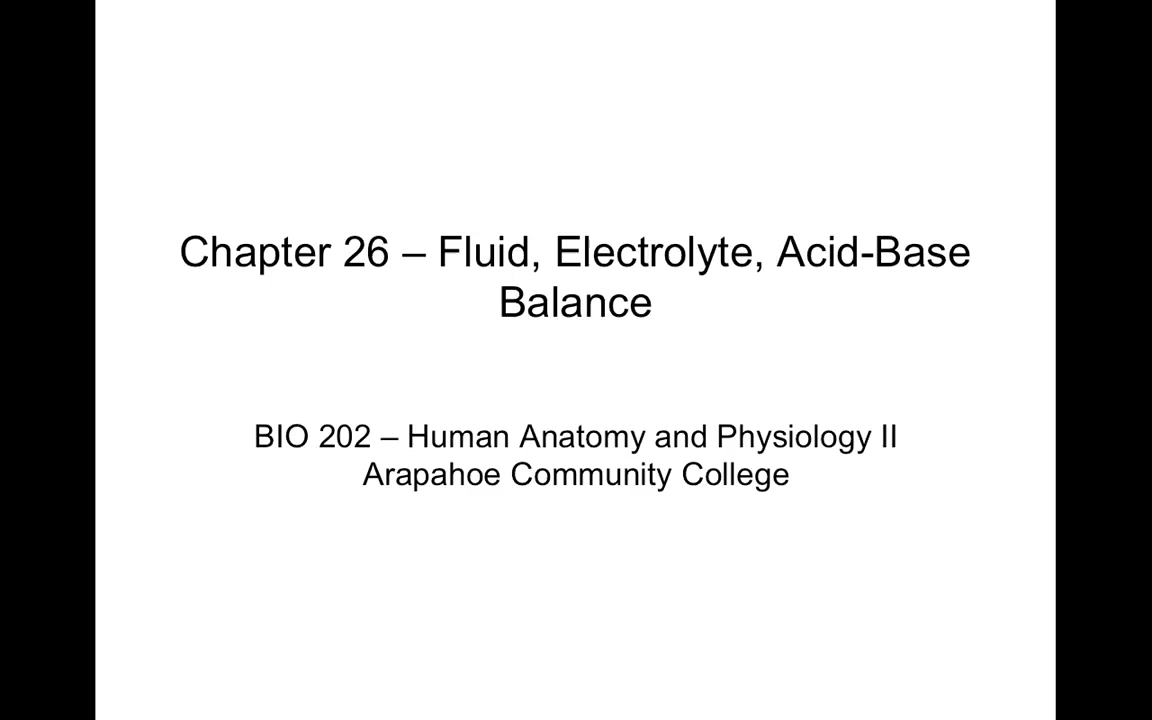 Chapter 26 – Fluid, Electrolyte, Acid-Base
Balance
BIO 202 – Human Anatomy and Physiology II
Arapahoe Community College